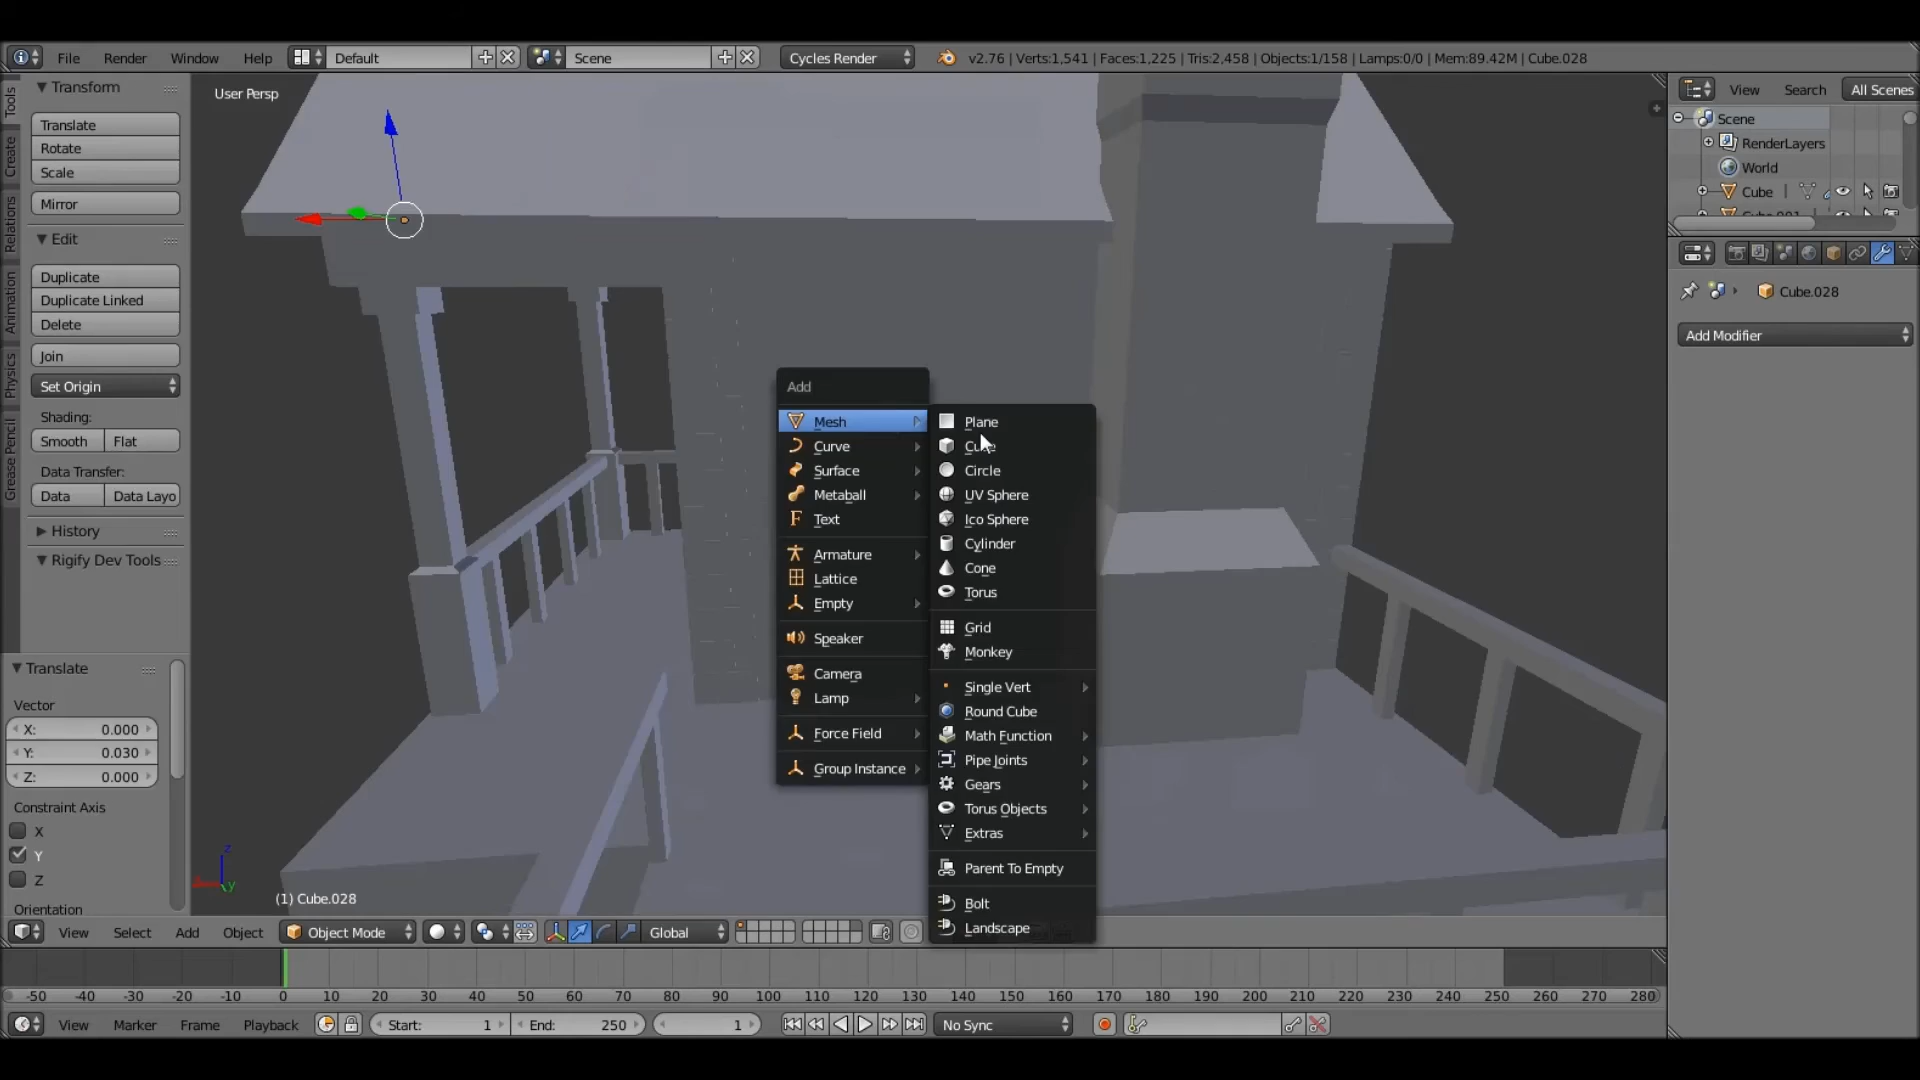 File Render Window Help Default Scene Cycles Render v2.76 | Verts:1,541 | Faces:1,225 | Tris:2,458 | Objects:1/158 | Lamps:0/0 | Mem:89.42M | Cube.028
Tools
Create
Relations
Animation
Physics
Grease Pencil
Transform
Translate
Rotate
Scale
Mirror
Edit
Duplicate
Duplicate Linked
Delete
Join
Set Origin
Shading:
Smooth Flat
Data Transfer:
Data Data Layo
History
Rigify Dev Tools
Translate
Vector
X: 0.000
Y: 0.030
Z: 0.000
Constraint Axis
X
Y
Z
Orientation
User Persp
z
y
(1) Cube.028
Add
Mesh
Curve
Surface
Metaball
Text
Armature
Lattice
Empty
Speaker
Camera
Lamp
Force Field
Group Instance
Plane
Cube
Circle
UV Sphere
Ico Sphere
Cylinder
Cone
Torus
Grid
Monkey
Single Vert
Round Cube
Math Function
Pipe Joints
Gears
Torus Objects
Extras
Parent To Empty
Bolt
Landscape
View Search All Scenes
Scene
RenderLayers
World
Cube
Cube.028
Add Modifier
View Select Add Object Object Mode Global
-50 -40 -30 -20 -10 0 10 20 30 40 50 60 70 80 90 100 110 120 130 140 150 160 170 180 190 200 210 220 230 240 250 260 270 280
View Marker Frame Playback Start: 1 End: 250 1 No Sync